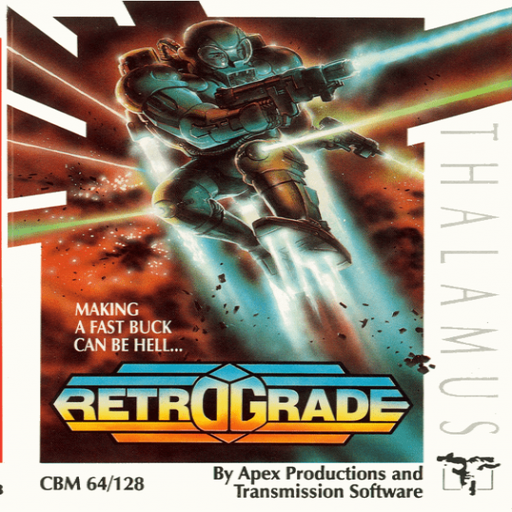 THALAMUS
MAKING
A FAST BUCK
CAN BE HELL...
RETROGRADE
CBM 64/128
By Apex Productions and
Transmission Software